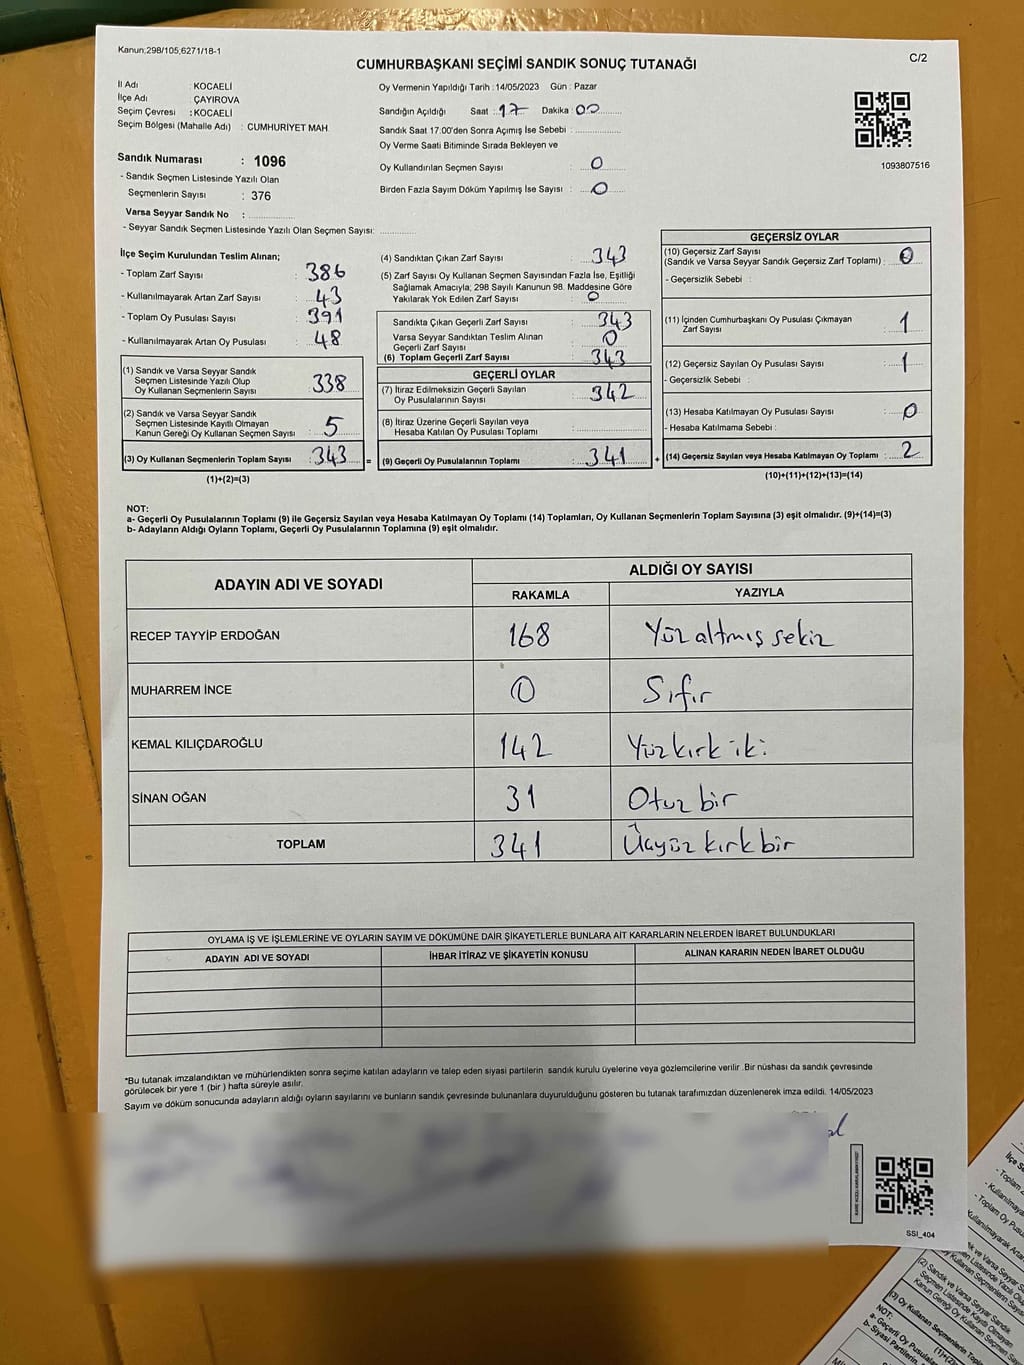 Kanun;298/105,6271/18-1
C/2
CUMHURBAŞKANI SEÇİMİ SANDIK SONUÇ TUTANAĞI
İl Adı : KOCAELİ
İlçe Adı : ÇAYIROVA
Seçim Çevresi : KOCAELİ
Seçim Bölgesi (Mahalle Adı) : CUMHURİYET MAH.
Sandık Numarası : 1096
- Sandık Seçmen Listesinde Yazılı Olan
Seçmenlerin Sayısı : 376
Varsa Seyyar Sandık No :
- Seyyar Sandık Seçmen Listesinde Yazılı Olan Seçmen Sayısı:
Oy Vermenin Yapıldığı Tarih : 14/05/2023 Gün : Pazar
Sandığın Açıldığı Saat : 17 Dakika : 00
Sandık Saat 17.00'den Sonra Açımış İse Sebebi :
Oy Verme Saati Bitiminde Sırada Bekleyen ve
Oy Kullandırılan Seçmen Sayısı : 0
Birden Fazla Sayım Döküm Yapılmış İse Sayısı : 0
1093807516
İlçe Seçim Kurulundan Teslim Alınan;
- Toplam Zarf Sayısı : 386
- Kullanılmayarak Artan Zarf Sayısı : 43
- Toplam Oy Pusulası Sayısı : 391
- Kullanılmayarak Artan Oy Pusulası : 48
(1) Sandık ve Varsa Seyyar Sandık
Seçmen Listesinde Yazılı Olup
Oy Kullanan Seçmenlerin Sayısı : 338
(2) Sandık ve Varsa Seyyar Sandık
Seçmen Listesinde Kayıtlı Olmayan
Kanun Gereği Oy Kullanan Seçmen Sayısı : 5
(3) Oy Kullanan Seçmenlerin Toplam Sayısı : 343 =
(1)+(2)=(3)
(4) Sandıktan Çıkan Zarf Sayısı : 343
(5) Zarf Sayısı Oy Kullanan Seçmen Sayısından Fazla İse, Eşitliği
Sağlamak Amacıyla; 298 Sayılı Kanunun 98. Maddesine Göre
Yakılarak Yok Edilen Zarf Sayısı : 0
Sandıkta Çıkan Geçerli Zarf Sayısı : 343
Varsa Seyyar Sandıktan Teslim Alınan
Geçerli Zarf Sayısı : 0
(6) Toplam Geçerli Zarf Sayısı : 343
GEÇERLİ OYLAR
(7) İtiraz Edilmeksizin Geçerli Sayılan
Oy Pusulalarının Sayısı : 342
(8) İtiraz Üzerine Geçerli Sayılan veya
Hesaba Katılan Oy Pusulası Toplamı :
(9) Geçerli Oy Pusulalarının Toplamı : 341 +
GEÇERSİZ OYLAR
(10) Geçersiz Zarf Sayısı
(Sandık ve Varsa Seyyar Sandık Geçersiz Zarf Toplamı) : 0
- Geçersizlik Sebebi :
(11) İçinden Cumhurbaşkanı Oy Pusulası Çıkmayan
Zarf Sayısı : 1
(12) Geçersiz Sayılan Oy Pusulası Sayısı : 1
- Geçersizlik Sebebi :
(13) Hesaba Katılmayan Oy Pusulası Sayısı : 0
- Hesaba Katılmama Sebebi :
(14) Geçersiz Sayılan veya Hesaba Katılmayan Oy Toplamı : 2
(10)+(11)+(12)+(13)=(14)
NOT:
a- Geçerli Oy Pusulalarının Toplamı (9) ile Geçersiz Sayılan veya Hesaba Katılmayan Oy Toplamı (14) Toplamları, Oy Kullanan Seçmenlerin Toplam Sayısına (3) eşit olmalıdır. (9)+(14)=(3)
b- Adayların Aldığı Oyların Toplamı, Geçerli Oy Pusulalarının Toplamına (9) eşit olmalıdır.
ADAYIN ADI VE SOYADI ALDIĞI OY SAYISI
RAKAMLA YAZIYLA
RECEP TAYYİP ERDOĞAN 168 Yüz altmış sekiz
MUHARREM İNCE 0 Sıfır
KEMAL KILIÇDAROĞLU 142 Yüz kırk iki
SİNAN OĞAN 31 Otuz bir
TOPLAM 341 Üçyüz kırk bir
OYLAMA İŞ VE İŞLEMLERİNE VE OYLARIN SAYIM VE DÖKÜMÜNE DAİR ŞİKAYETLERLE BUNLARA AİT KARARLARIN NELERDEN İBARET BULUNDUKLARI
ADAYIN ADI VE SOYADI İHBAR İTİRAZ VE ŞİKAYETİN KONUSU ALINAN KARARIN NEDEN İBARET OLDUĞU
*Bu tutanak imzalandıktan ve mühürlendikten sonra seçime katılan adayların ve talep eden siyasi partilerin sandık kurulu üyelerine veya gözlemcilerine verilir .Bir nüshası da sandık çevresinde
görülecek bir yere 1 (bir ) hafta süreyle asılır.
Sayım ve döküm sonucunda adayların aldığı oyların sayılarını ve bunların sandık çevresinde bulunanlara duyurulduğunu gösteren bu tutanak tarafımızdan düzenlenerek imza edildi. 14/05/2023
SSI_404